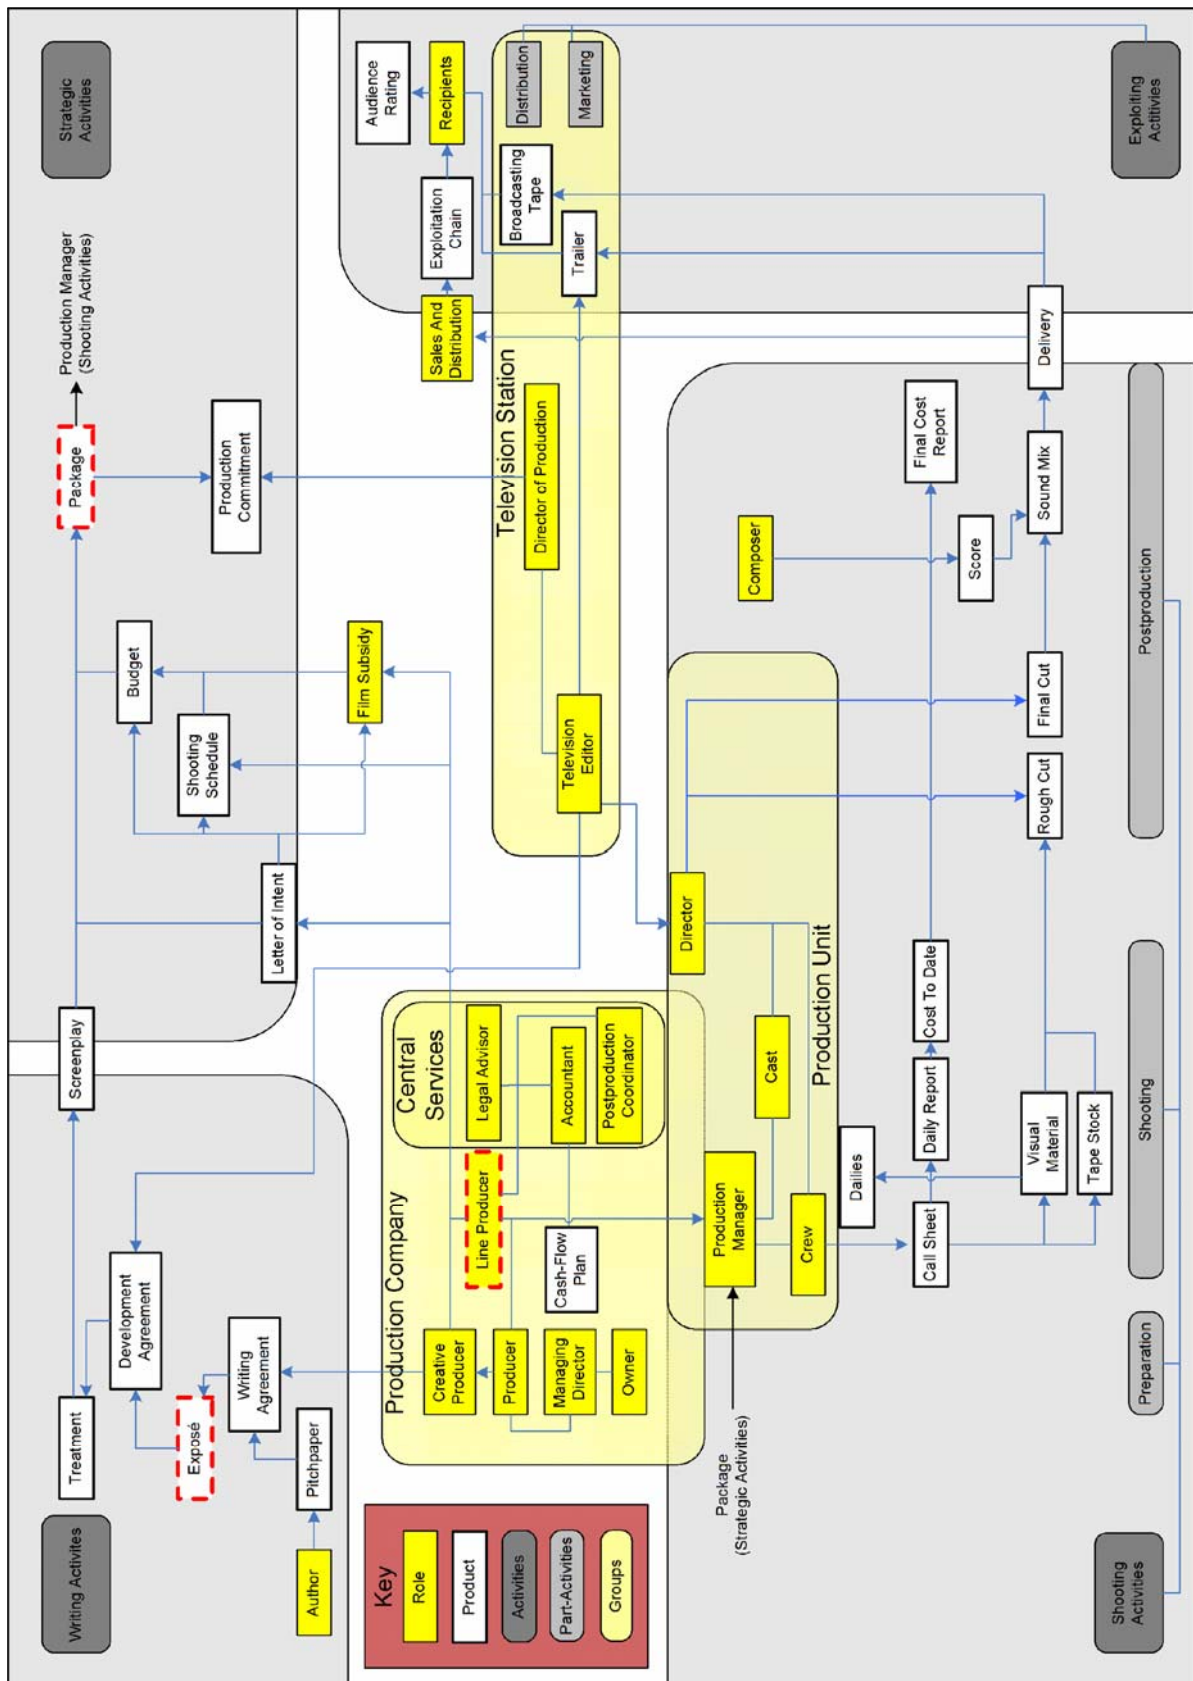 Writing Activites
Strategic
Activities
Treatment
Screenplay
Package
Production Manager
(Shooting Activities)
Development
Agreement
Budget
Exposé
Shooting
Schedule
Production
Commitment
Writing
Agreement
Letter of Intent
Pitchpaper
Author
Film Subsidy
Audience
Rating
Sales And
Distribution
Exploitation
Chain
Recipients
Key
Role
Product
Activities
Part-Activities
Groups
Production Company
Creative
Producer
Producer
Managing
Director
Owner
Line Producer
Cash-Flow
Plan
Central
Services
Legal Advisor
Accountant
Postproduction
Coordinator
Television Station
Director of Production
Television
Editor
Broadcasting
Tape
Trailer
Distribution
Marketing
Package
(Strategic Activities)
Production
Manager
Director
Cast
Crew
Production Unit
Composer
Dailies
Call Sheet
Daily Report
Cost To Date
Final Cost
Report
Score
Visual
Material
Tape Stock
Rough Cut
Final Cut
Sound Mix
Delivery
Shooting
Activities
Preparation
Shooting
Postproduction
Exploiting
Actitivies